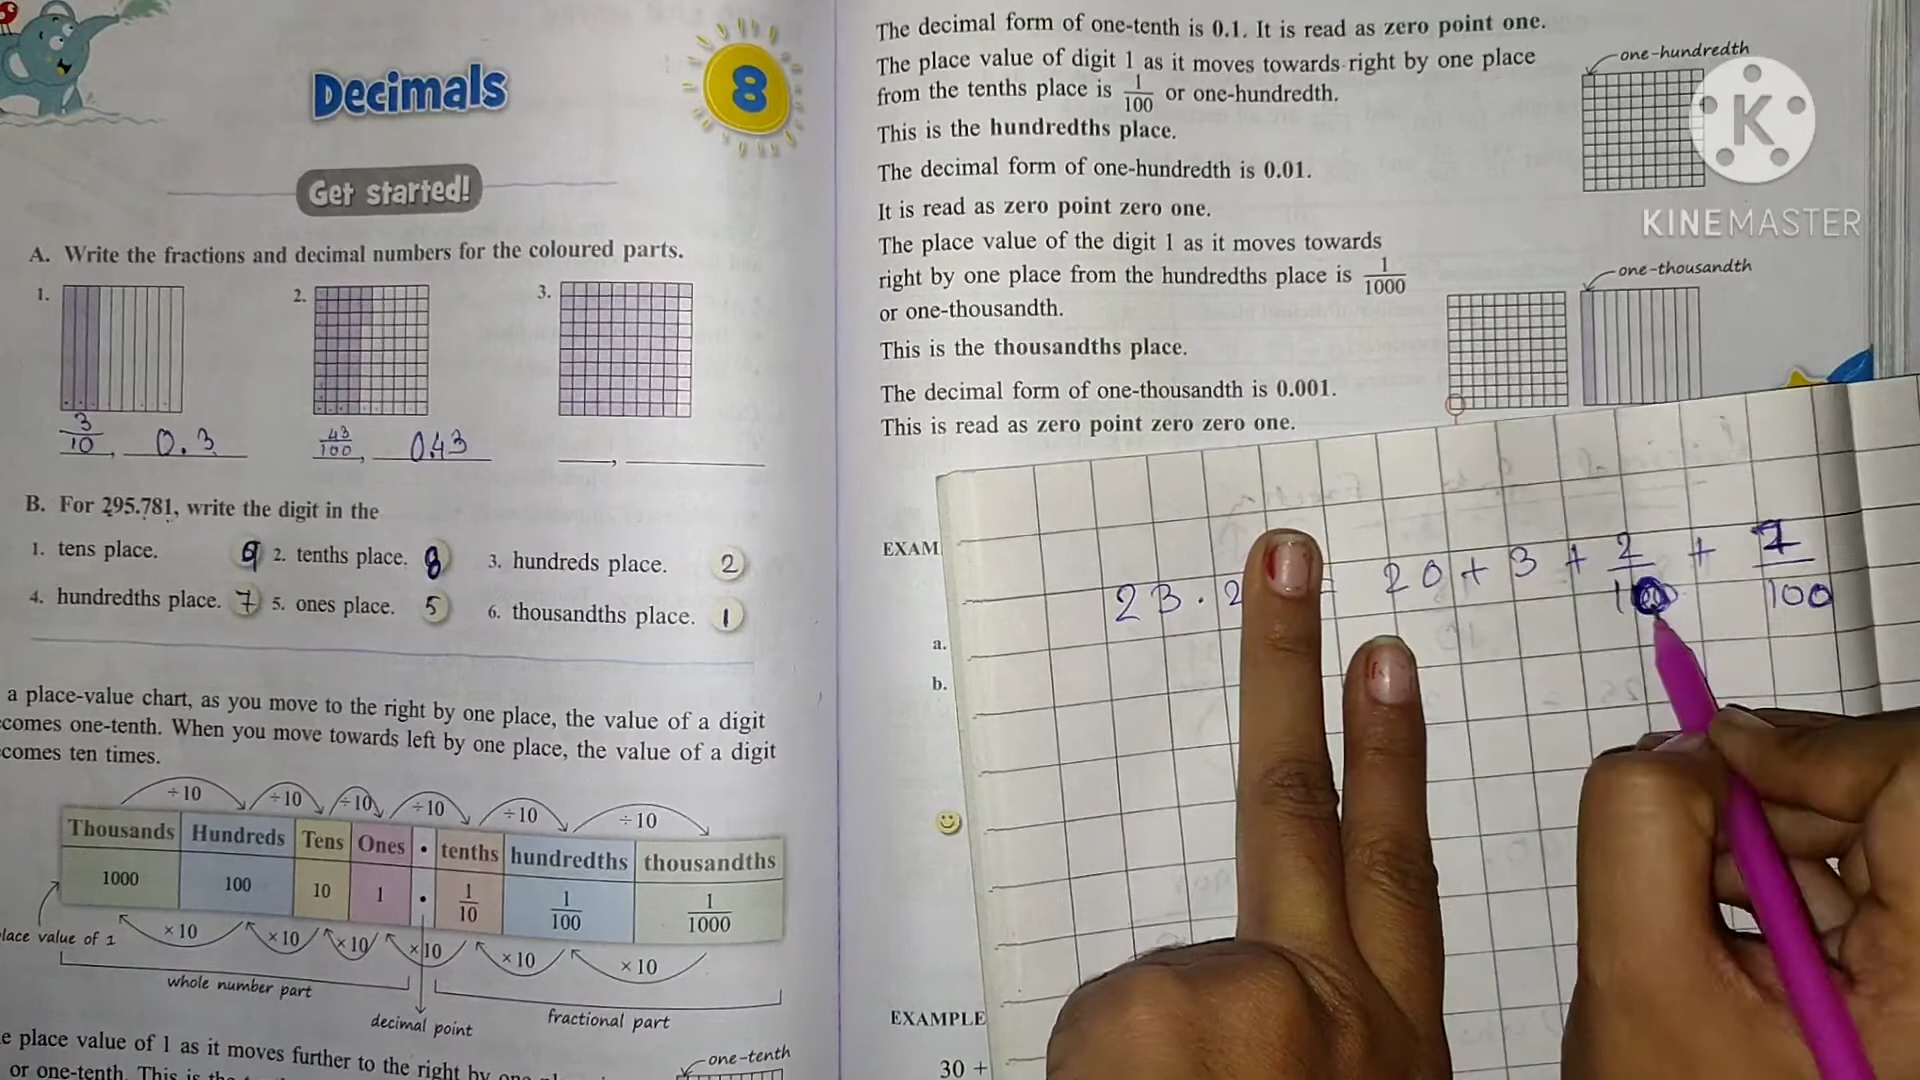 Decimals
8
Get started!
A. Write the fractions and decimal numbers for the coloured parts.
1.
2.
3.
3/10, 0.3
43/100, 0.43
B. For 295.781, write the digit in the
1. tens place. 9
2. tenths place. 8
3. hundreds place. 2
4. hundredths place. 7
5. ones place. 5
6. thousandths place. 1
a place-value chart, as you move to the right by one place, the value of a digit
comes one-tenth. When you move towards left by one place, the value of a digit
comes ten times.
÷10 ÷10 ÷10 ÷10 ÷10 ÷10
Thousands Hundreds Tens Ones . tenths hundredths thousandths
1000 100 10 1 . 1/10 1/100 1/1000
×10 ×10 ×10 ×10 ×10 ×10
place value of 1
whole number part
decimal point
fractional part
place value of 1 as it moves further to the right by
or one-tenth. This is
one-tenth
The decimal form of one-tenth is 0.1. It is read as zero point one.
The place value of digit 1 as it moves towards right by one place
from the tenths place is 1/100 or one-hundredth.
This is the hundredths place.
The decimal form of one-hundredth is 0.01.
It is read as zero point zero one.
The place value of the digit 1 as it moves towards
right by one place from the hundredths place is 1/1000
or one-thousandth.
This is the thousandths place.
The decimal form of one-thousandth is 0.001.
This is read as zero point zero zero one.
one-hundredth
K
KINEMASTER
one-thousandth
EXAM
23.2 = 20 + 3 + 2/10 + 7/100
a.
b.
EXAMPLE
30 +